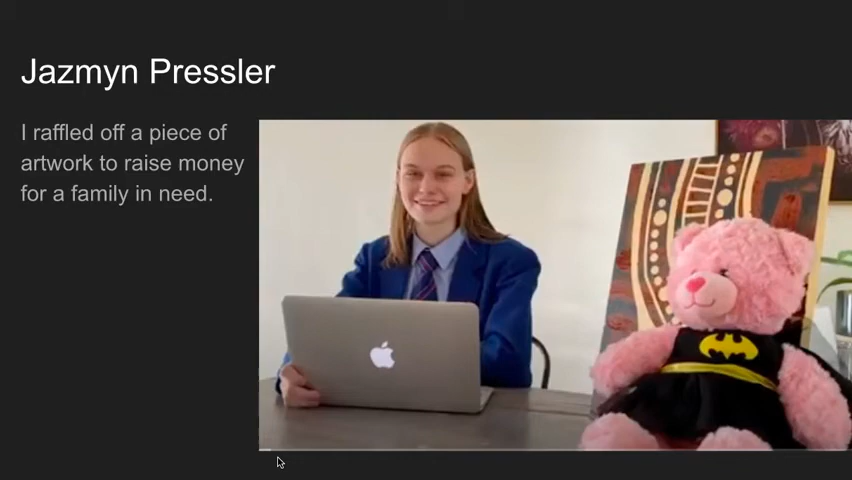 Jazmyn Pressler
I raffled off a piece of
artwork to raise money
for a family in need.